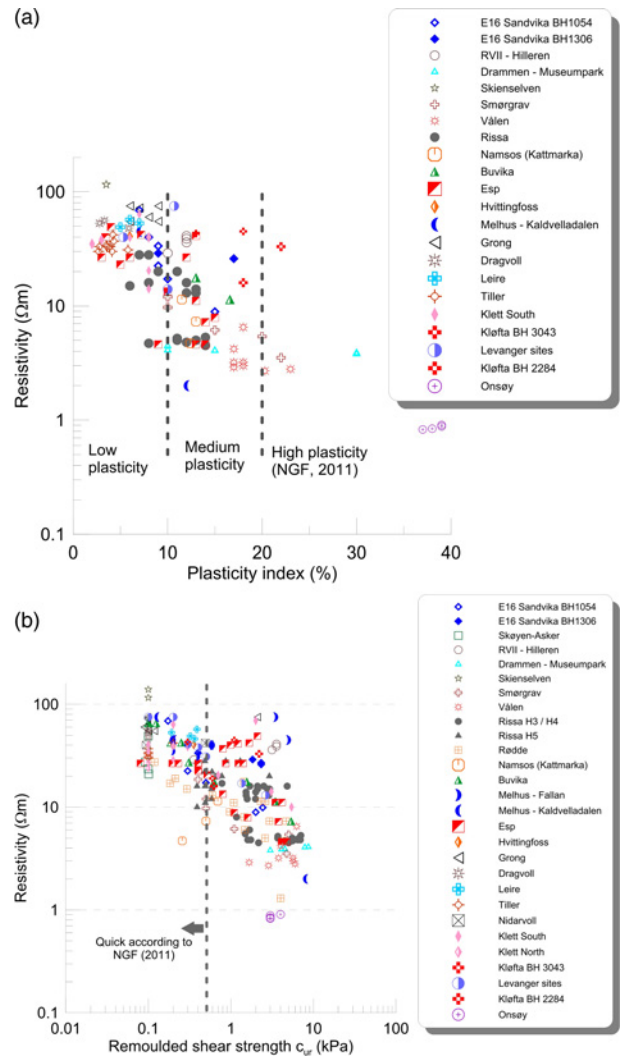 (a)
E16 Sandvika BH1054
E16 Sandvika BH1306
RVII - Hilleren
Drammen - Museumpark
Skienselven
Smørgrav
Vålen
Rissa
Namsos (Kattmarka)
Buvika
Esp
Hvittingfoss
Melhus - Kaldvelladalen
Grong
Dragvoll
Leire
Tiller
Klett South
Kløfta BH 3043
Levanger sites
Kløfta BH 2284
Onsøy
Resistivity (Ωm)
100
10
1
0.1
Low
plasticity
Medium
plasticity
High plasticity
(NGF, 2011)
0 10 20 30 40
Plasticity index (%)
(b)
E16 Sandvika BH1054
E16 Sandvika BH1306
Skøyen-Asker
RVII - Hilleren
Drammen - Museumpark
Skienselven
Smørgrav
Vålen
Rissa H3 / H4
Rissa H5
Rødde
Namsos (Kattmarka)
Buvika
Melhus - Fallan
Melhus - Kaldvelladalen
Esp
Hvittingfoss
Grong
Dragvoll
Leire
Tiller
Nidarvoll
Klett South
Klett North
Kløfta BH 3043
Levanger sites
Kløfta BH 2284
Onsøy
Resistivity (Ωm)
100
10
1
0.1
Quick according to
NGF (2011)
0.01 0.1 1 10 100
Remoulded shear strength cur (kPa)